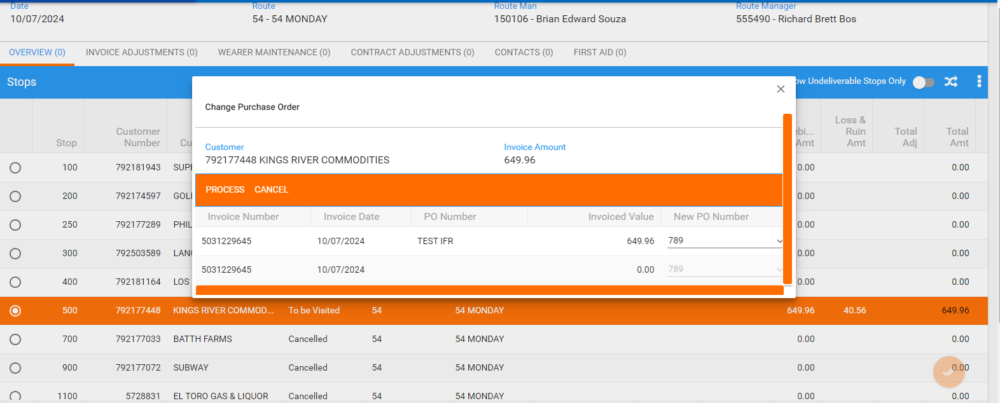 Date Route Route Man Route Manager
10/07/2024 54 - 54 MONDAY 150106 - Brian Edward Souza 555490 - Richard Brett Bos
OVERVIEW (0) INVOICE ADJUSTMENTS (0) WEARER MAINTENANCE (0) CONTRACT ADJUSTMENTS (0) CONTACTS (0) FIRST AID (0)
Stops Undeliverable Stops Only
Change Purchase Order
Customer Invoice Amount
792177448 KINGS RIVER COMMODITIES 649.96
PROCESS CANCEL
Invoice Number Invoice Date PO Number Invoiced Value New PO Number
5031229645 10/07/2024 TEST IFR 649.96 789
5031229645 10/07/2024 0.00 789
Stop Customer Number Cu ebi... Amt Loss & Ruin Amt Total Adj Total Amt
100 792181943 SUPE 0.00 0.00
200 792174597 GOL 0.00 0.00
250 792177289 PHIL 0.00 0.00
300 792503589 LAN 0.00 0.00
400 792181164 LOS 0.00 0.00
500 792177448 KINGS RIVER COMMOD... To be Visited 54 54 MONDAY 649.96 40.56 649.96
700 792177033 BATTH FARMS Cancelled 54 54 MONDAY 0.00 0.00
900 792177072 SUBWAY Cancelled 54 54 MONDAY 0.00 0.00
1100 5728831 EL TORO GAS & LIQUOR Cancelled 54 54 MONDAY 0.00 0.00